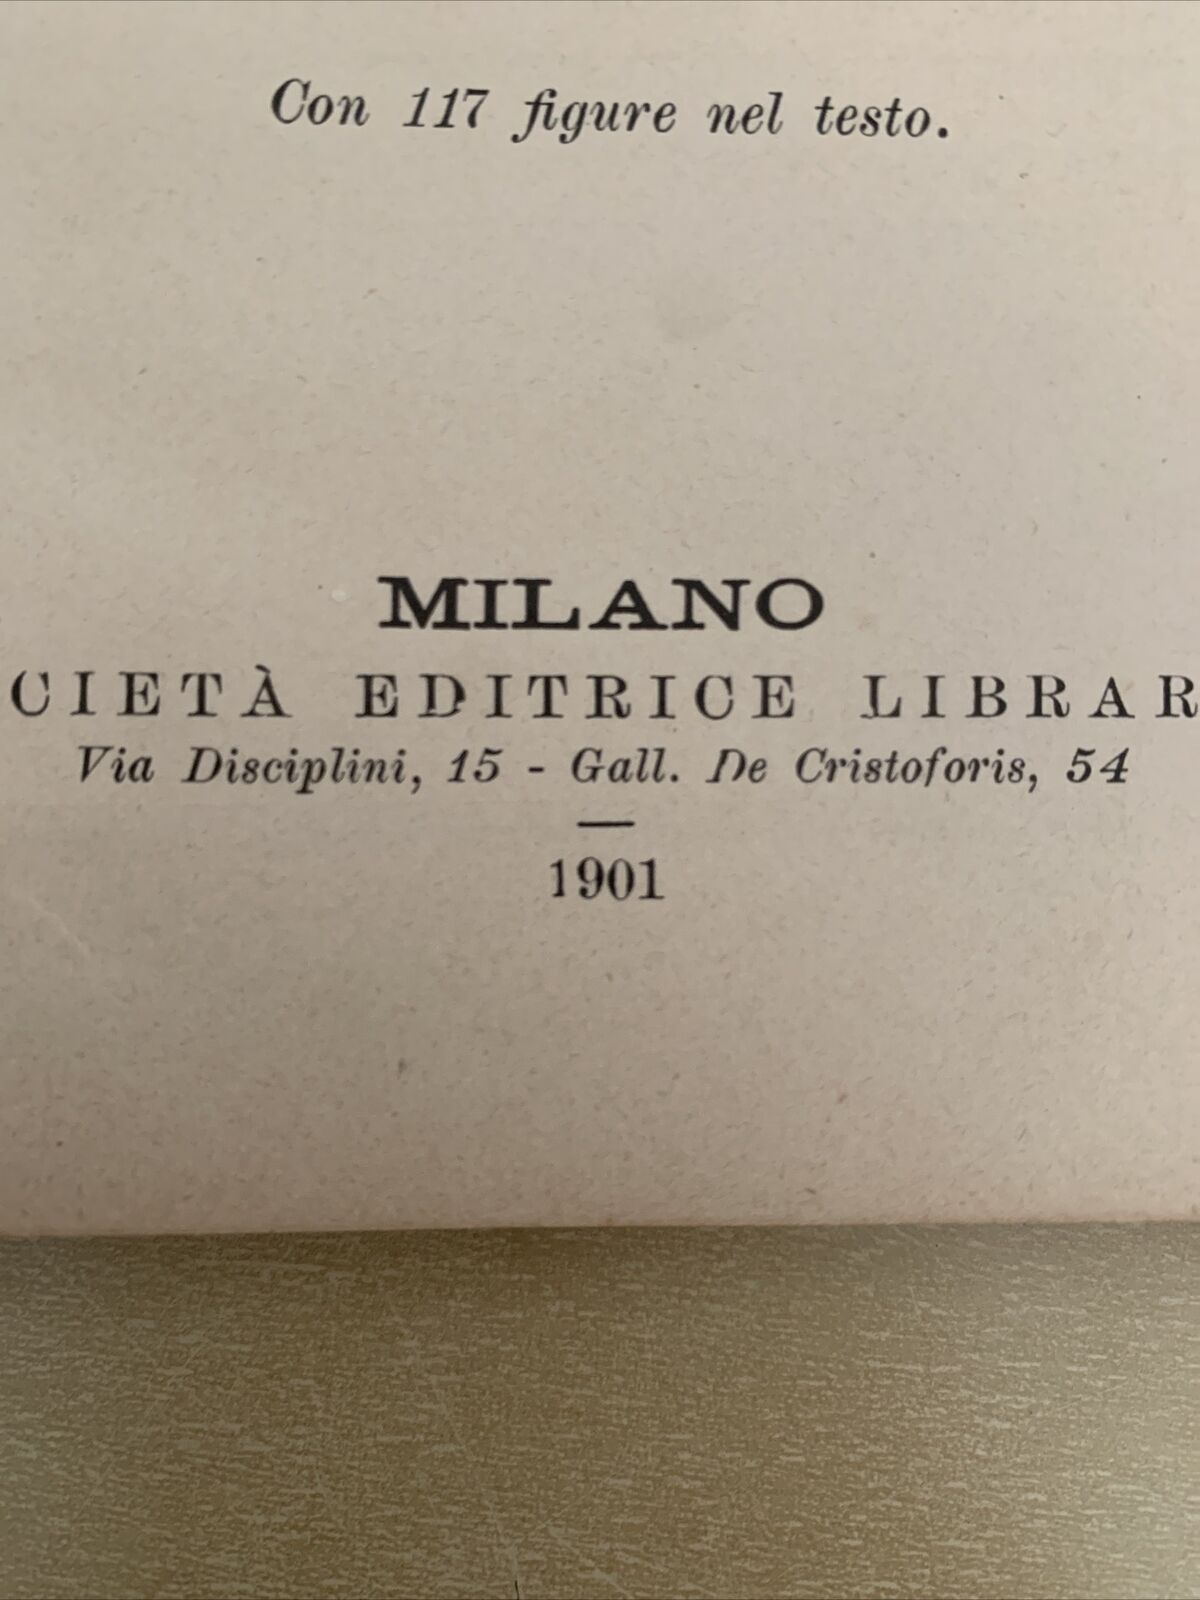 Con 117 figure nel testo.
MILANO
CIETÀ EDITRICE LIBRAR
Via Disciplini, 15 - Gall. De Cristoforis, 54
1901